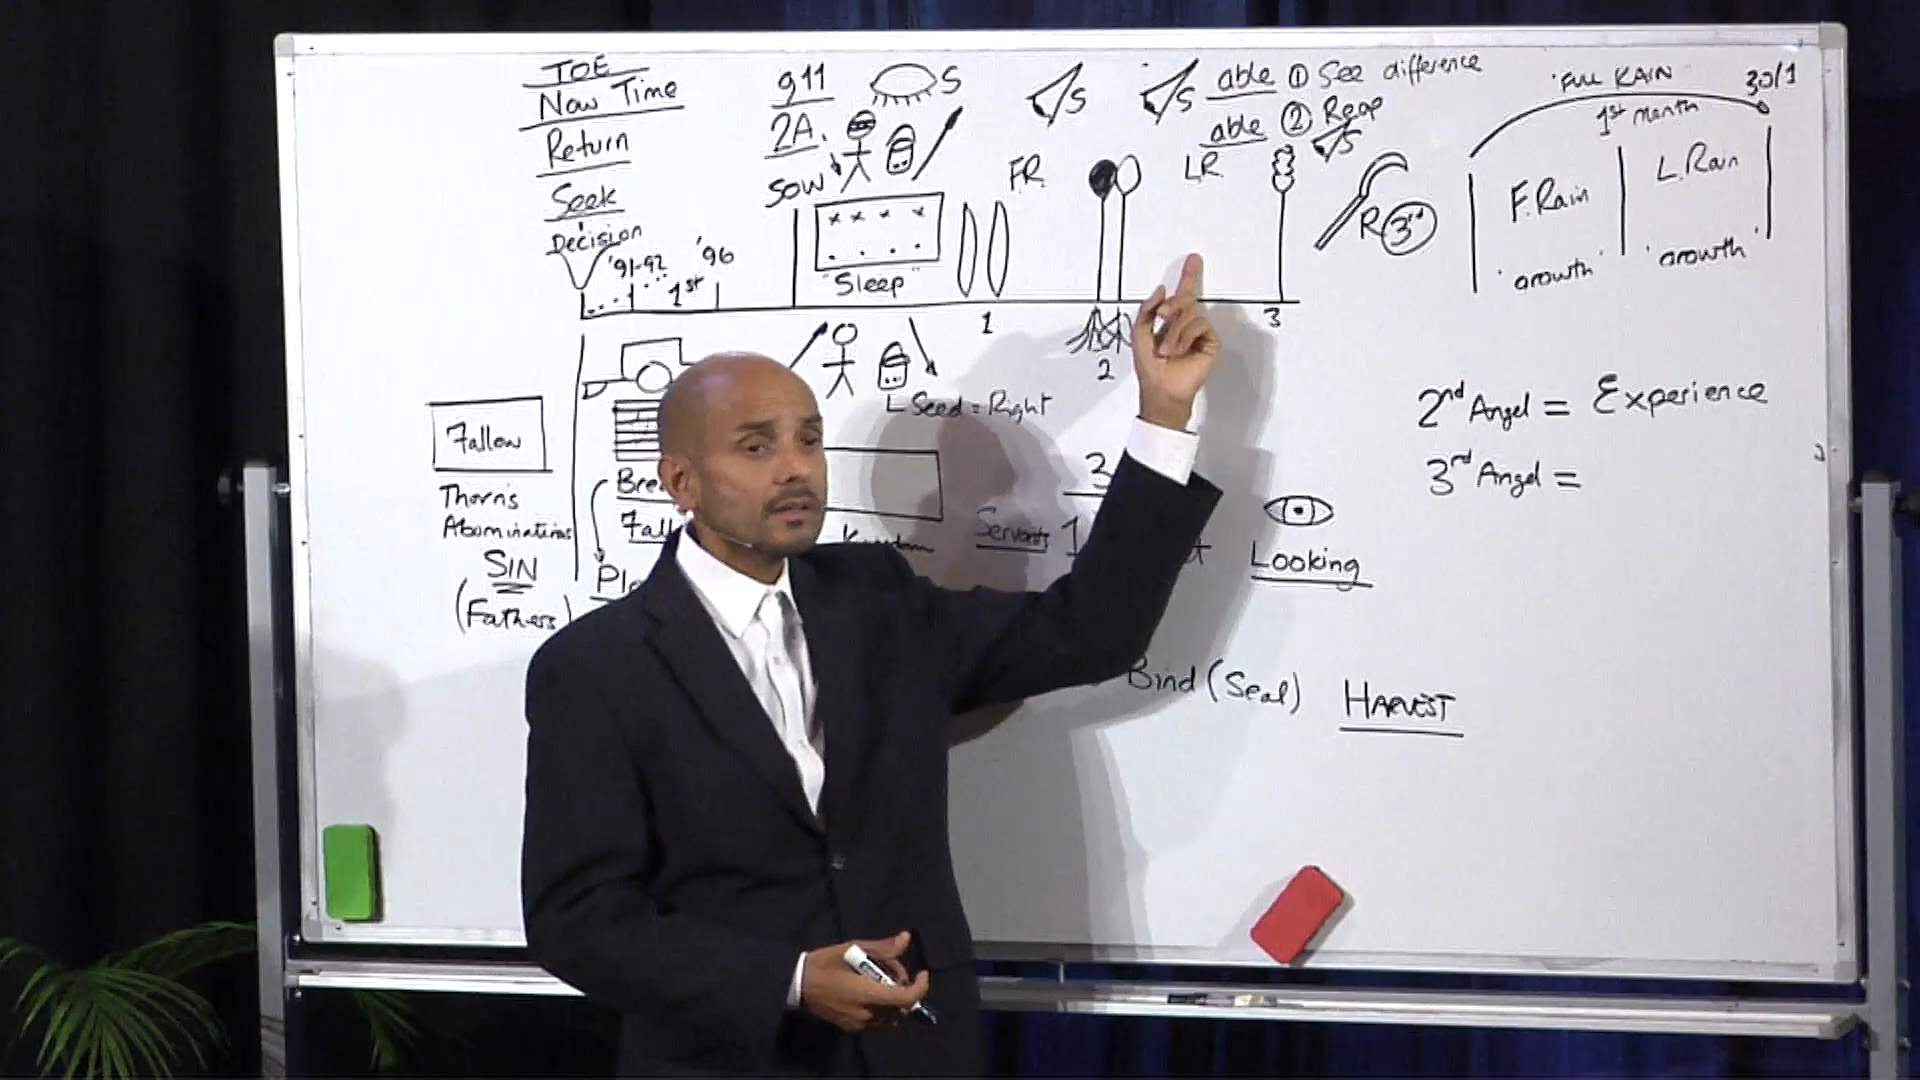 TOE
Now Time
Return
Seek
Decision
'91-92
1st
'96
911
2A.
SOW
S
"Sleep"
1
FR.
S
S
LR.
2
3
able ① See difference
able ② Reap
S
R 3rd
FULL RAIN
30/1
1st Month
F. Rain
L. Rain
'Growth'
'Growth'
L Seed = Right
Fallow
Thorns
Abominations
SIN
(Fathers)
3
Servants 1
Looking
2nd Angel = Experience
3rd Angel =
Bind (Seal)
HARVEST